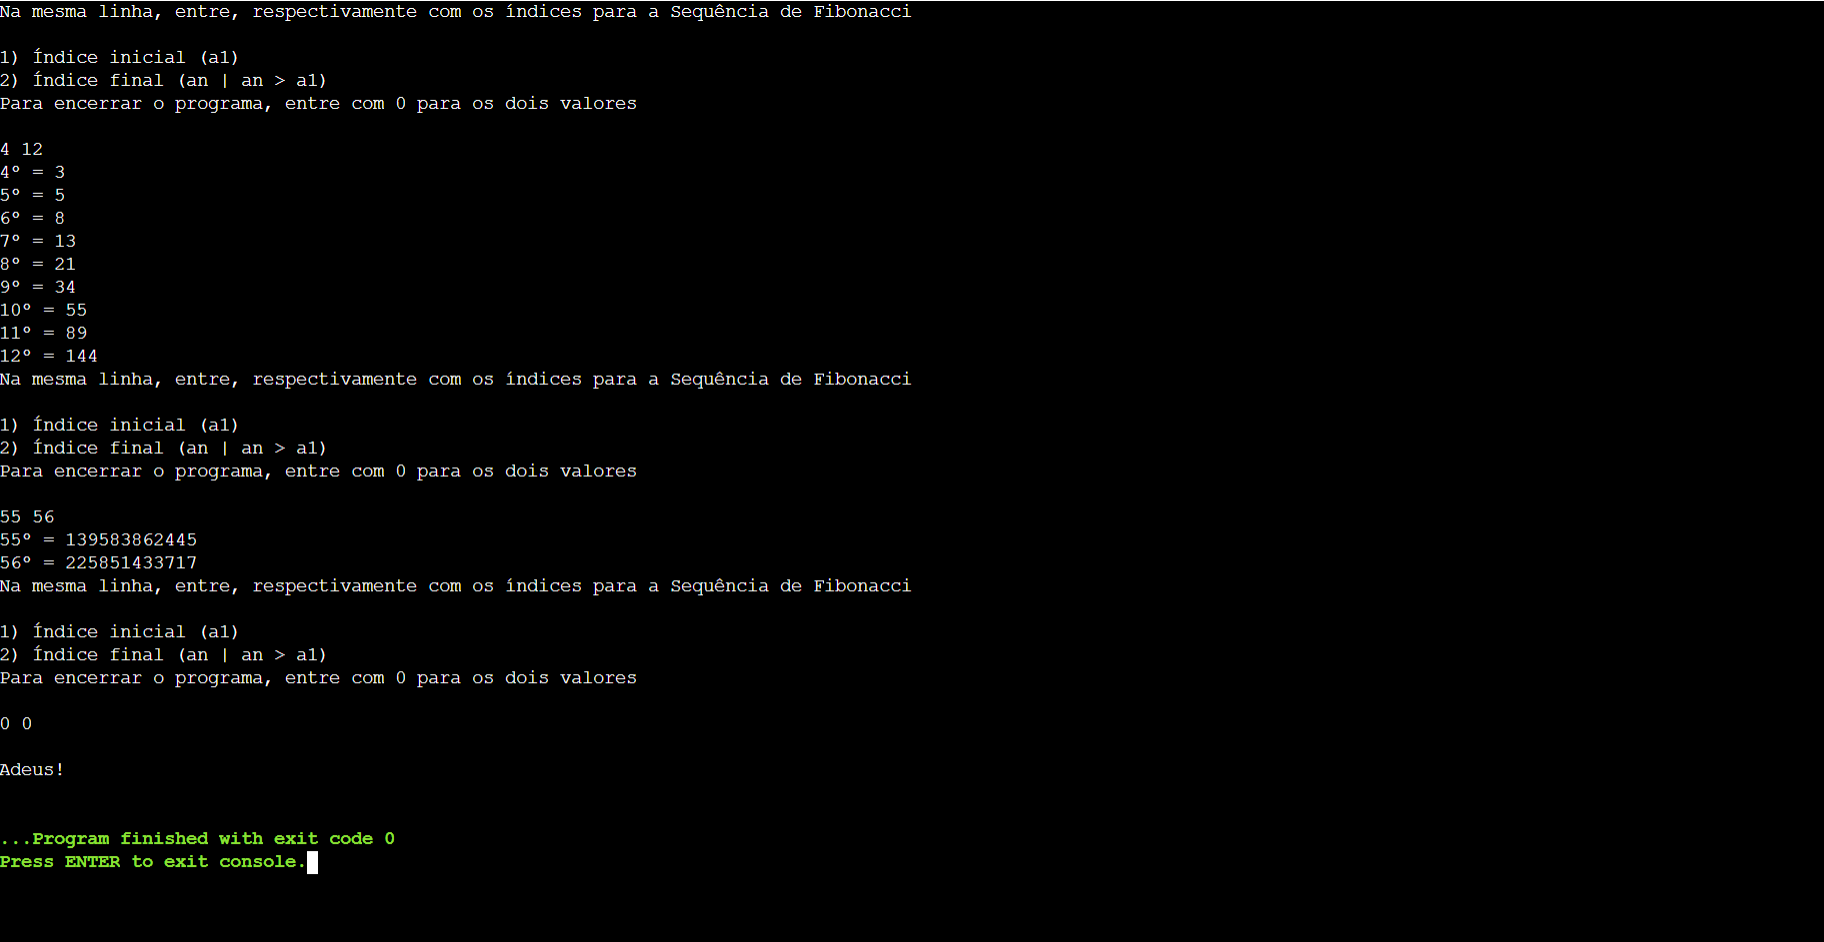 Na mesma linha, entre, respectivamente com os índices para a Sequência de Fibonacci
1) Índice inicial (a1)
2) Índice final (an | an > a1)
Para encerrar o programa, entre com 0 para os dois valores
4 12
4º = 3
5º = 5
6º = 8
7º = 13
8º = 21
9º = 34
10º = 55
11º = 89
12º = 144
Na mesma linha, entre, respectivamente com os índices para a Sequência de Fibonacci
1) Índice inicial (a1)
2) Índice final (an | an > a1)
Para encerrar o programa, entre com 0 para os dois valores
55 56
55º = 139583862445
56º = 225851433717
Na mesma linha, entre, respectivamente com os índices para a Sequência de Fibonacci
1) Índice inicial (a1)
2) Índice final (an | an > a1)
Para encerrar o programa, entre com 0 para os dois valores
0 0
Adeus!
...Program finished with exit code 0
Press ENTER to exit console.